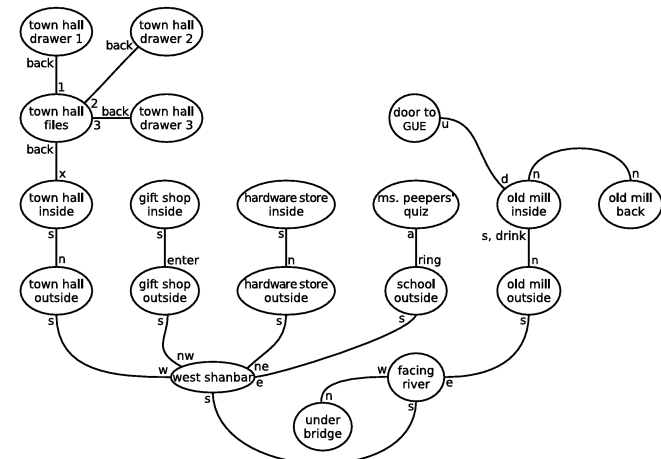 town hall
drawer 1
town hall
drawer 2
back
back
1
2
town hall
files
back
3
town hall
drawer 3
door to
GUE
u
back
x
d
n
n
town hall
inside
gift shop
inside
hardware store
inside
ms. peepers'
quiz
old mill
inside
old mill
back
s
s
s
a
s, drink
n
enter
n
ring
n
town hall
outside
gift shop
outside
hardware store
outside
school
outside
old mill
outside
s
s
s
s
s
nw
ne
w
west shanbar
e
w
facing
river
e
s
n
s
under
bridge